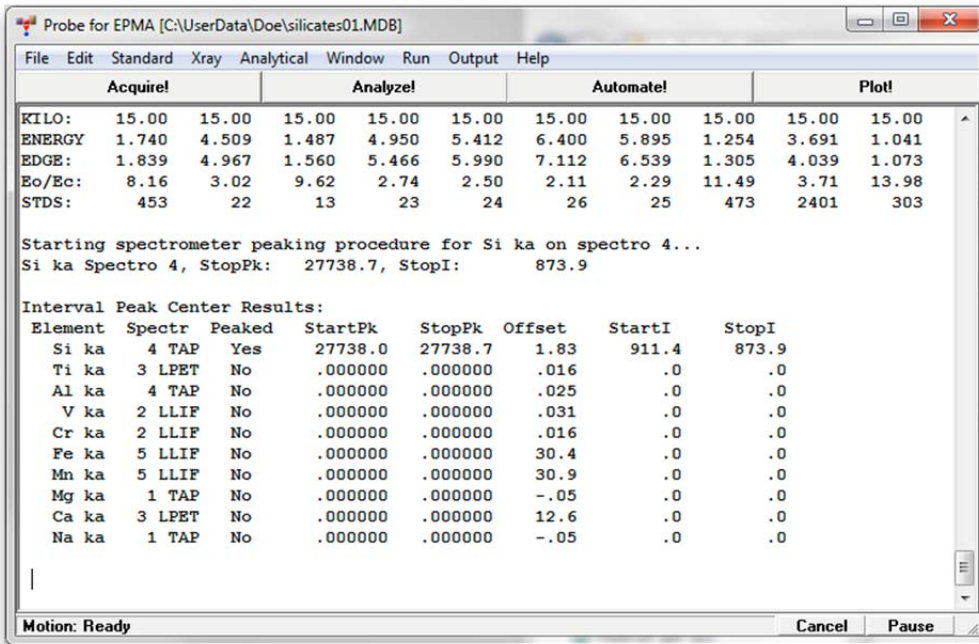 Probe for EPMA [C:\UserData\Doe\silicates01.MDB]
File Edit Standard Xray Analytical Window Run Output Help
Acquire! Analyze! Automate! Plot!
KILO: 15.00 15.00 15.00 15.00 15.00 15.00 15.00 15.00 15.00 15.00
ENERGY 1.740 4.509 1.487 4.950 5.412 6.400 5.895 1.254 3.691 1.041
EDGE: 1.839 4.967 1.560 5.466 5.990 7.112 6.539 1.305 4.039 1.073
Eo/Ec: 8.16 3.02 9.62 2.74 2.50 2.11 2.29 11.49 3.71 13.98
STDS: 453 22 13 23 24 26 25 473 2401 303
Starting spectrometer peaking procedure for Si ka on spectro 4...
Si ka Spectro 4, StopPk: 27738.7, StopI: 873.9
Interval Peak Center Results:
Element Spectr Peaked StartPk StopPk Offset StartI StopI
Si ka 4 TAP Yes 27738.0 27738.7 1.83 911.4 873.9
Ti ka 3 LPET No .000000 .000000 .016 .0 .0
Al ka 4 TAP No .000000 .000000 .025 .0 .0
V ka 2 LLIF No .000000 .000000 .031 .0 .0
Cr ka 2 LLIF No .000000 .000000 .016 .0 .0
Fe ka 5 LLIF No .000000 .000000 30.4 .0 .0
Mn ka 5 LLIF No .000000 .000000 30.9 .0 .0
Mg ka 1 TAP No .000000 .000000 -.05 .0 .0
Ca ka 3 LPET No .000000 .000000 12.6 .0 .0
Na ka 1 TAP No .000000 .000000 -.05 .0 .0
Motion: Ready Cancel Pause